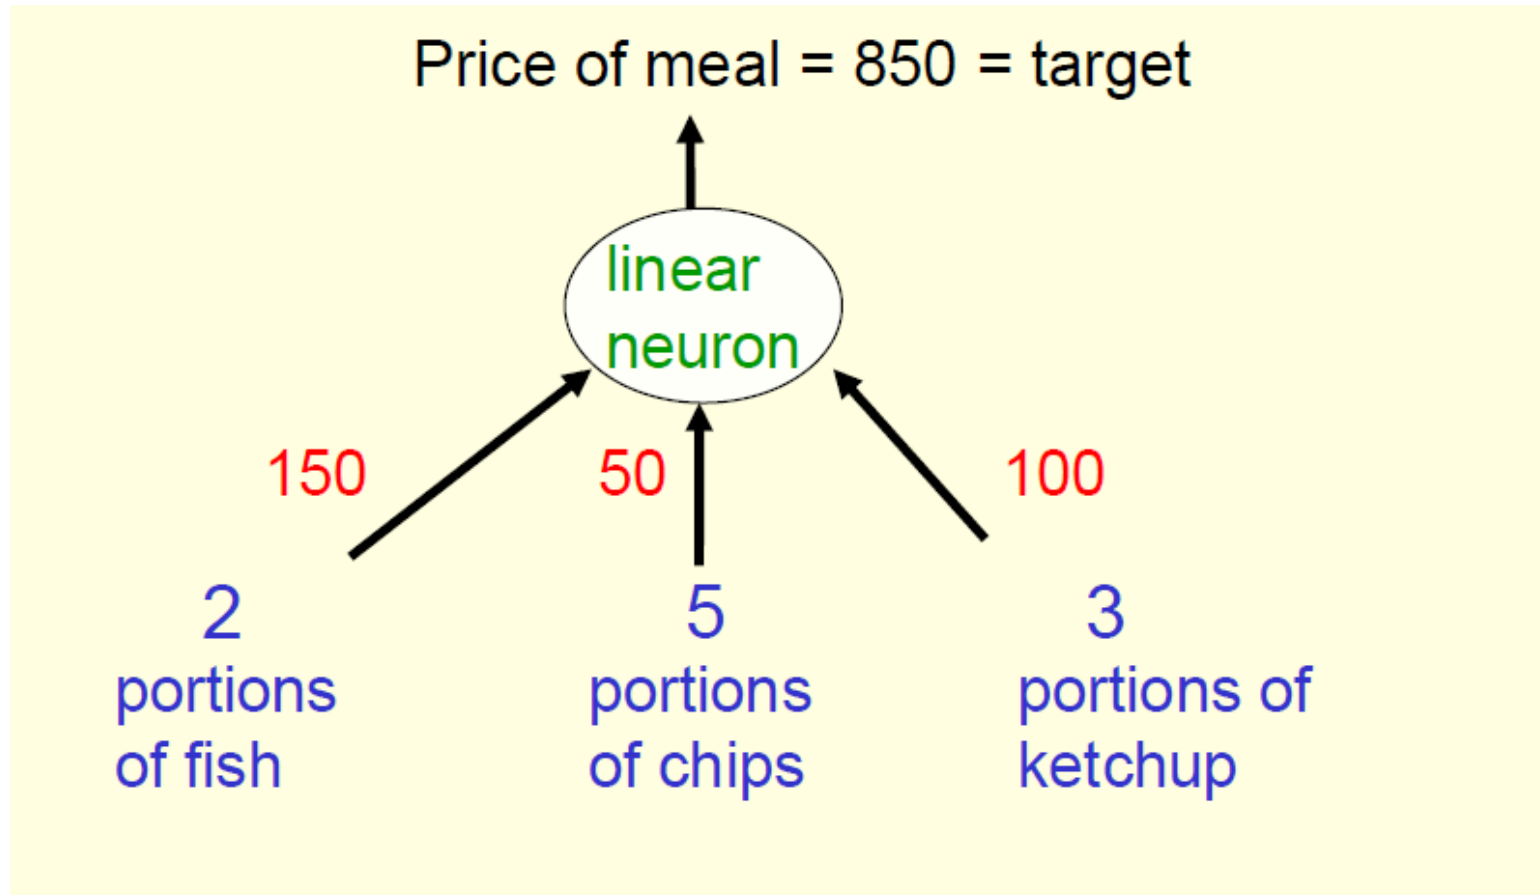 Price of meal = 850 = target
linear
neuron
150
50
100
2
portions
of fish
5
portions
of chips
3
portions of
ketchup